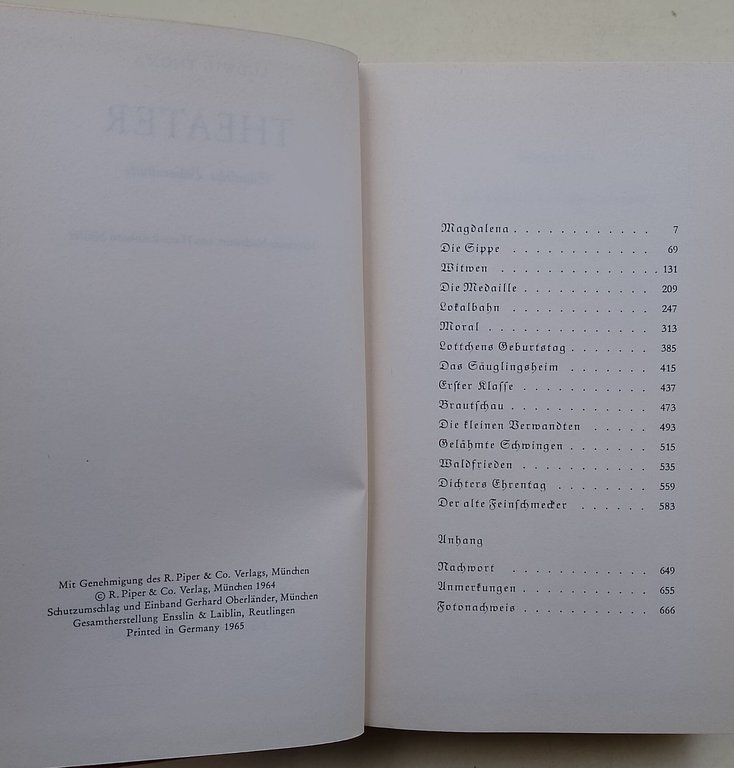 THEATER
Mit Genehmigung des R. Piper & Co. Verlags, München
© R. Piper & Co. Verlag, München 1964
Schutzumschlag und Einband Gerhard Oberländer, München
Gesamtherstellung Ensslin & Laiblin, Reutlingen
Printed in Germany 1965
Magdalena . . . . . . . . . . . . 7
Die Sippe . . . . . . . . . . . . 69
Witwen . . . . . . . . . . . . . 131
Die Medaille . . . . . . . . . . . 209
Lokalbahn . . . . . . . . . . . . 247
Moral . . . . . . . . . . . . . . 313
Lottchens Geburtstag . . . . . . . 385
Das Säuglingsheim . . . . . . . 415
Erſter Klaſſe . . . . . . . . . . . 437
Brautſchau . . . . . . . . . . . . 473
Die kleinen Verwandten . . . . . 493
Gelähmte Schwingen . . . . . . . 515
Waldfrieden . . . . . . . . . . . 535
Dichters Ehrentag . . . . . . . . 559
Der alte Feinſchmecker . . . . . . 583
Anhang
Nachwort . . . . . . . . . . . . 649
Anmerkungen . . . . . . . . . . . 655
Fotonachweis . . . . . . . . . . . 666